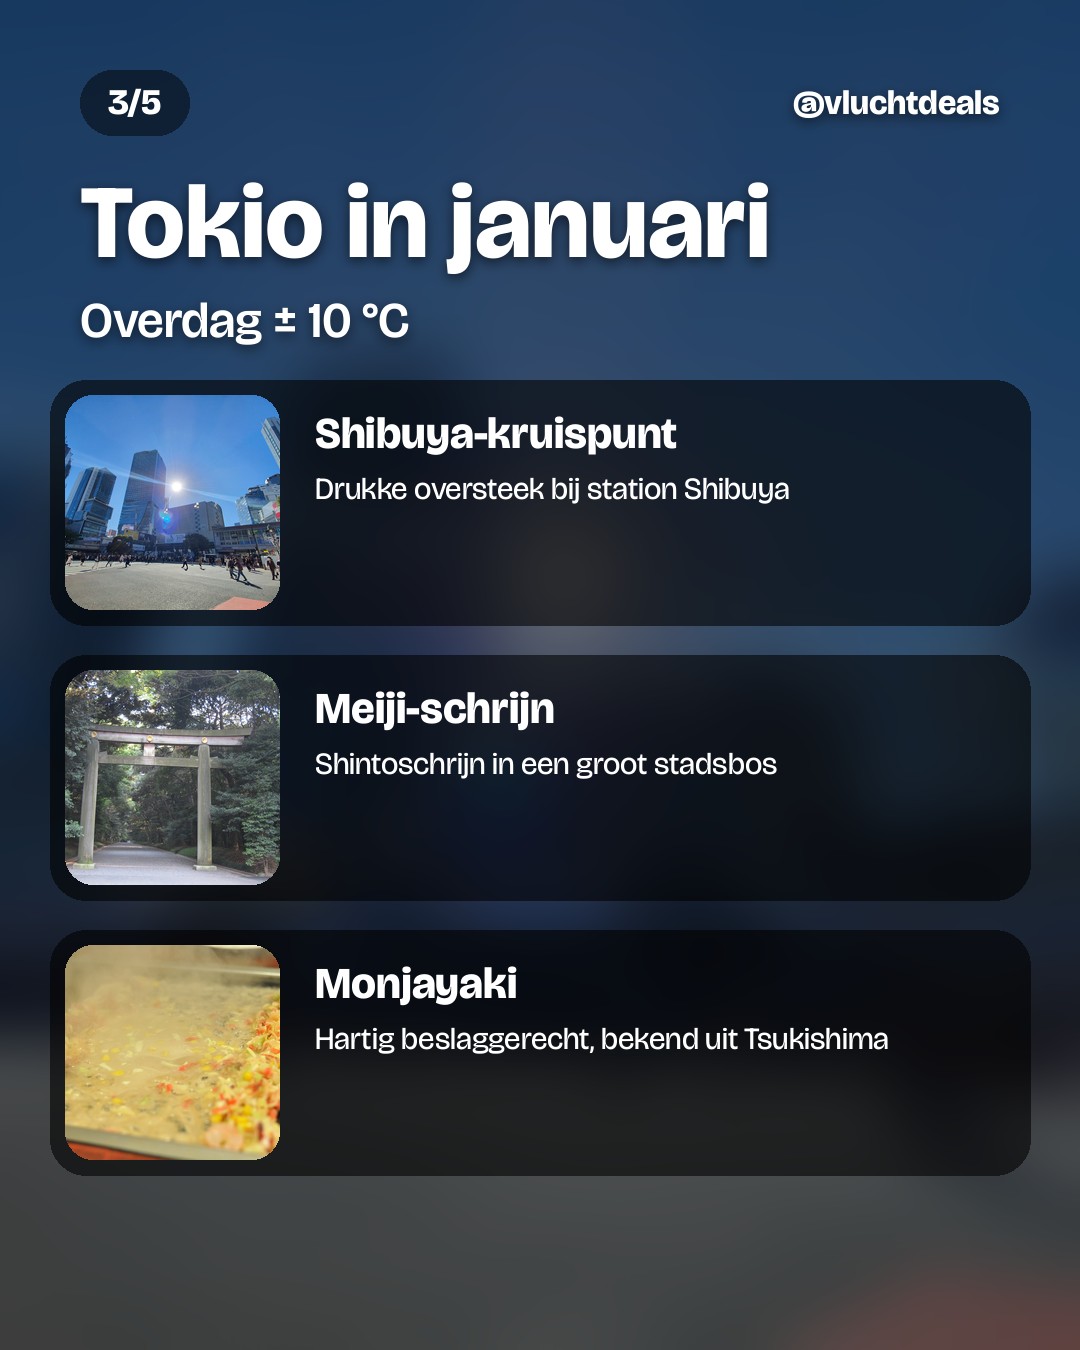 3/5
@vluchtdeals
Tokio in januari
Overdag ± 10 °C
Shibuya-kruispunt
Drukke oversteek bij station Shibuya
Meiji-schrijn
Shintoschrijn in een groot stadsbos
Monjayaki
Hartig beslaggerecht, bekend uit Tsukishima